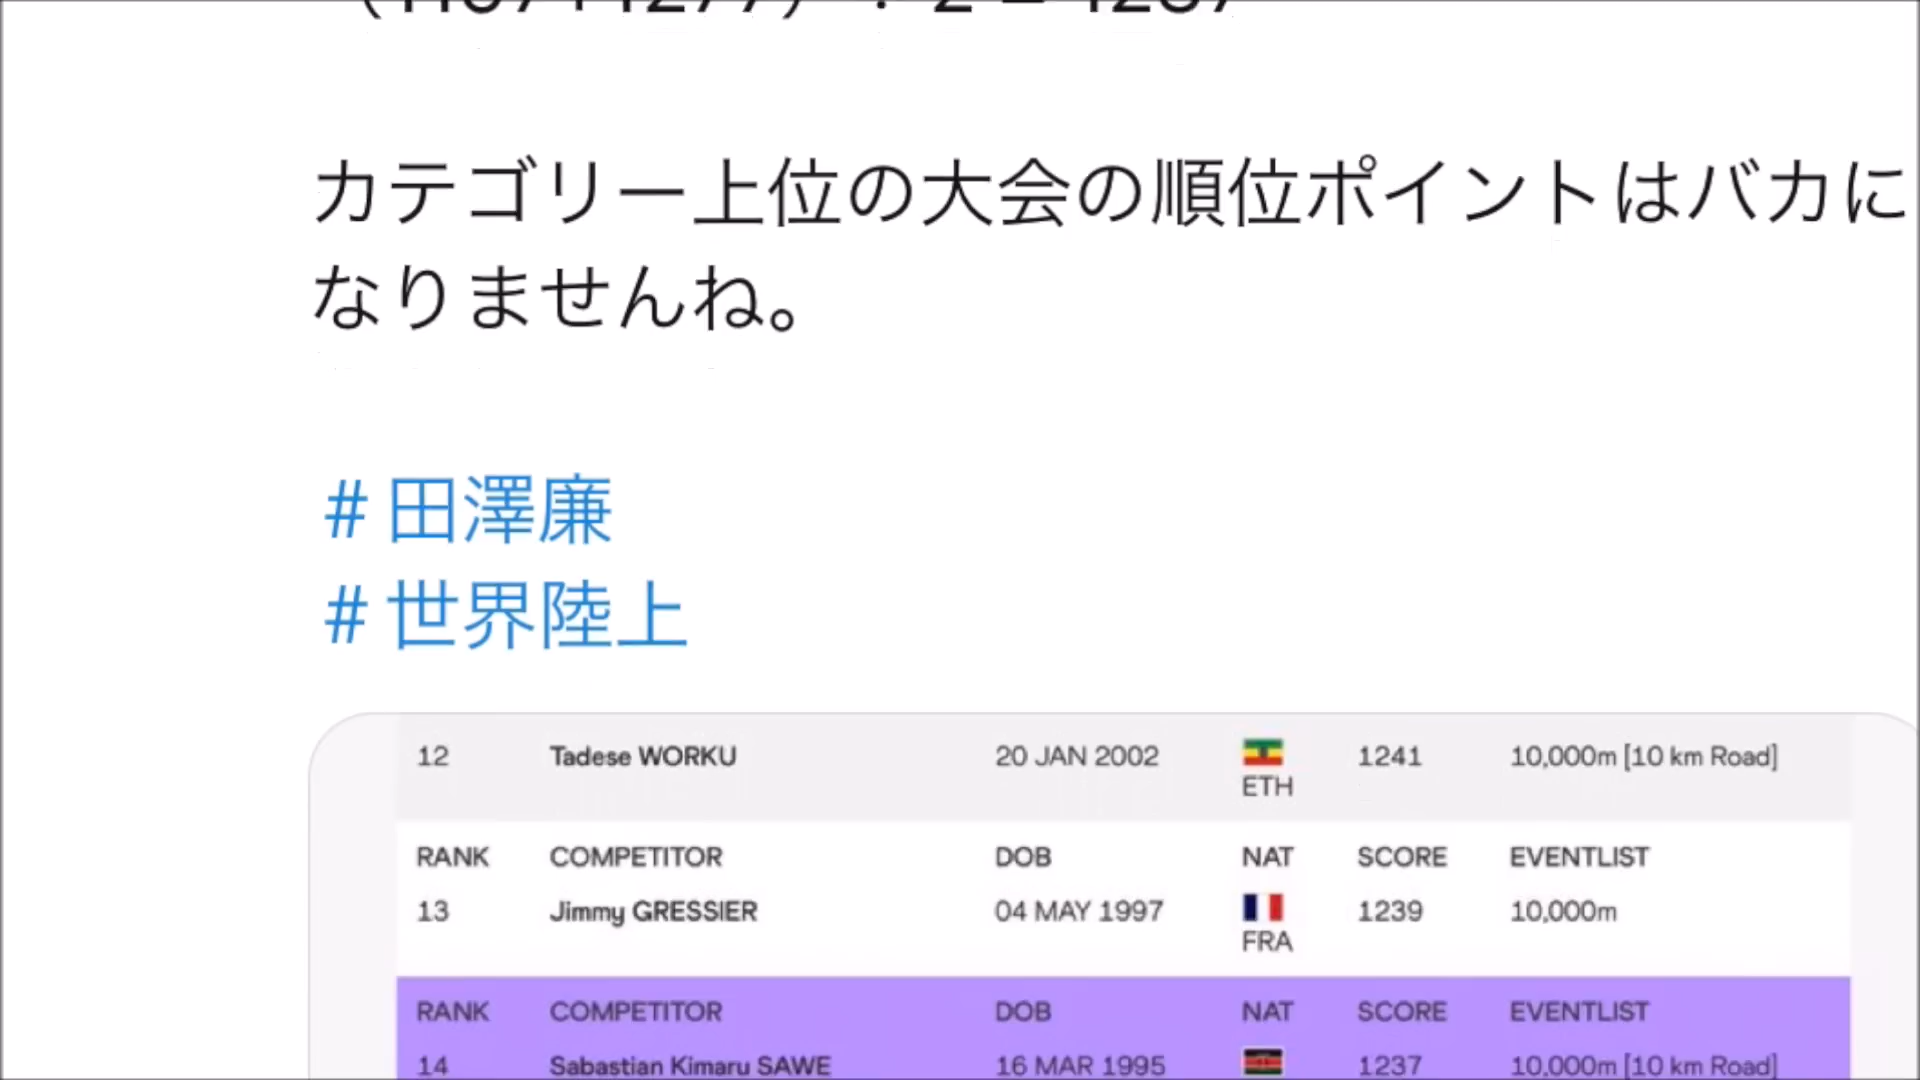 カテゴリー上位の大会の順位ポイントはバカに
なりませんね。
#田澤廉
#世界陸上
12 Tadese WORKU 20 JAN 2002 ETH 1241 10,000m [10 km Road]
RANK COMPETITOR DOB NAT SCORE EVENTLIST
13 Jimmy GRESSIER 04 MAY 1997 FRA 1239 10,000m
RANK COMPETITOR DOB NAT SCORE EVENTLIST
14 Sabastian Kimaru SAWE 16 MAR 1995 1237 10,000m [10 km Road]